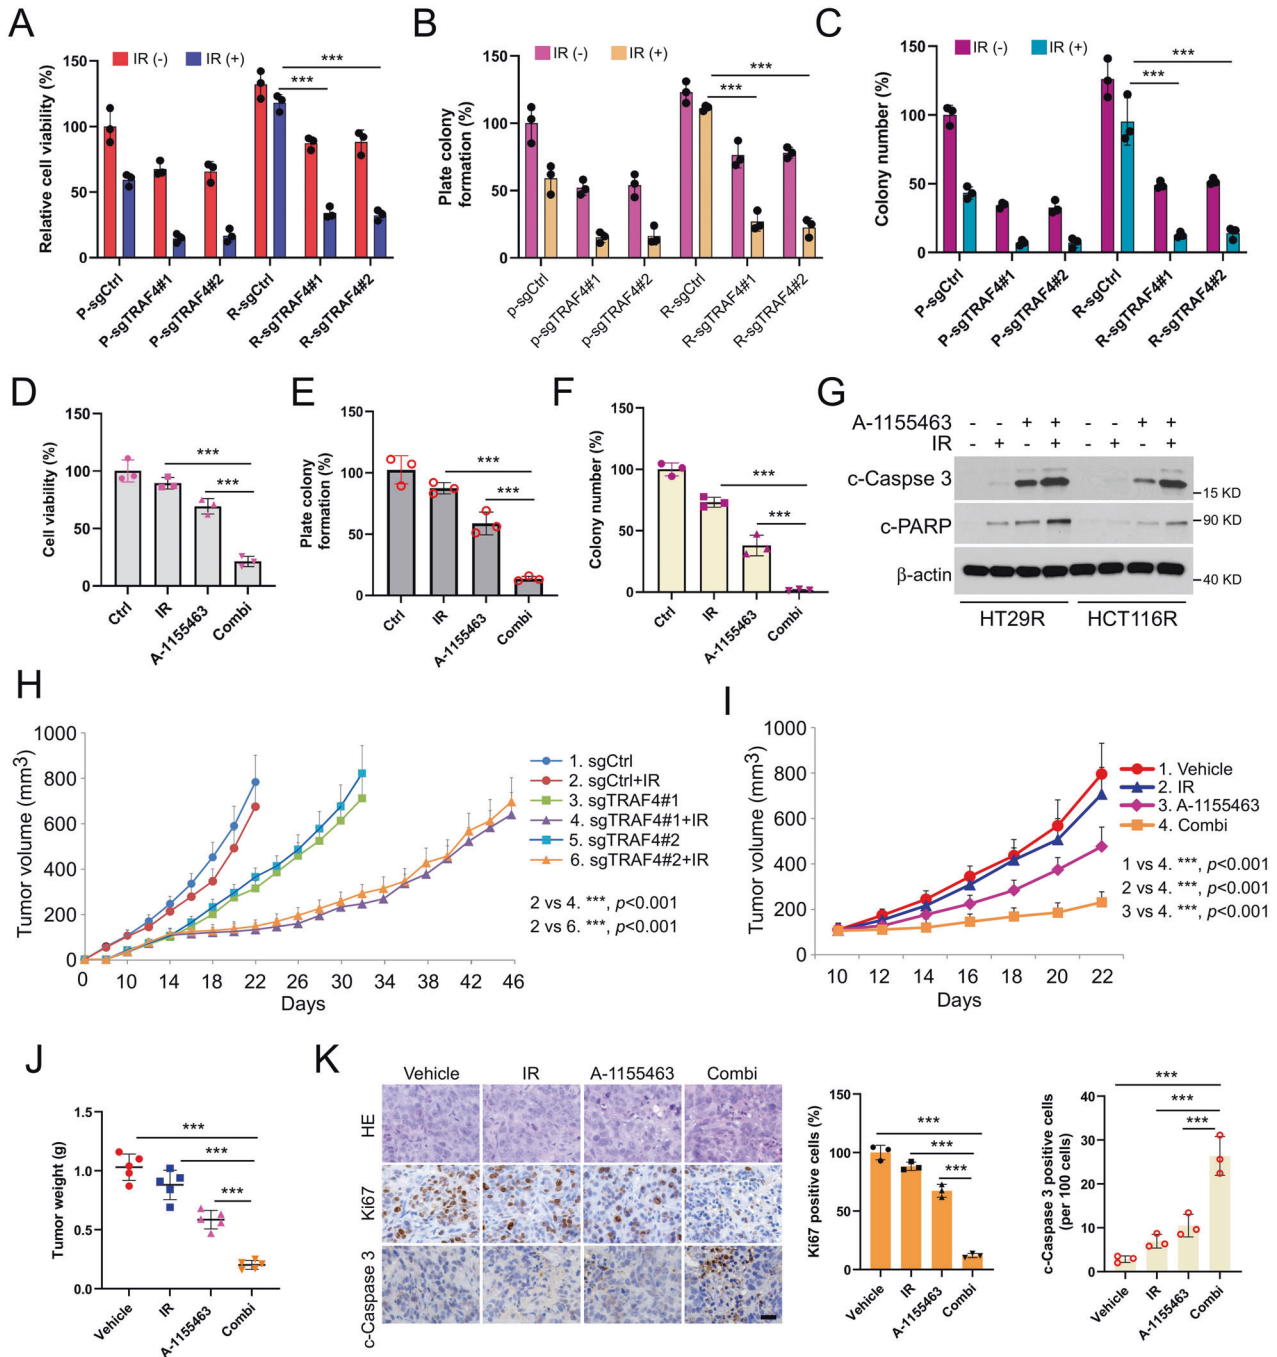 A
IR (-) IR (+)
Relative cell viability (%)
150
100
50
0
***
***
P-sgCtrl
P-sgTRAF4#1
P-sgTRAF4#2
R-sgCtrl
R-sgTRAF4#1
R-sgTRAF4#2
B
IR (-) IR (+)
Plate colony
formation (%)
150
100
50
0
***
***
p-sgCtrl
p-sgTRAF4#1
p-sgTRAF4#2
R-sgCtrl
R-sgTRAF4#1
R-sgTRAF4#2
C
IR (-) IR (+)
Colony number (%)
150
100
50
0
***
***
P-sgCtrl
P-sgTRAF4#1
P-sgTRAF4#2
R-sgCtrl
R-sgTRAF4#1
R-sgTRAF4#2
D
Cell viability (%)
150
100
50
0
***
***
Ctrl
IR
A-1155463
Combi
E
Plate colony
formation (%)
150
100
50
0
***
***
Ctrl
IR
A-1155463
Combi
F
Colony number (%)
150
100
50
0
***
***
Ctrl
IR
A-1155463
Combi
G
A-1155463 - - + + - - + +
IR - + - + - + - +
c-Caspse 3
15 KD
c-PARP
90 KD
β-actin
40 KD
HT29R HCT116R
H
Tumor volume (mm3)
1000
800
600
400
200
0
0 10 14 18 22 26 30 34 38 42 46
Days
1. sgCtrl
2. sgCtrl+IR
3. sgTRAF4#1
4. sgTRAF4#1+IR
5. sgTRAF4#2
6. sgTRAF4#2+IR
2 vs 4. ***, p<0.001
2 vs 6. ***, p<0.001
I
Tumor volume (mm3)
1000
800
600
400
200
0
10 12 14 16 18 20 22
Days
1. Vehicle
2. IR
3. A-1155463
4. Combi
1 vs 4. ***, p<0.001
2 vs 4. ***, p<0.001
3 vs 4. ***, p<0.001
J
Tumor weight (g)
1.5
1.0
0.5
0.0
***
***
***
Vehicle
IR
A-1155463
Combi
K
Vehicle IR A-1155463 Combi
HE
Ki67
c-Caspase 3
Ki67 positive cells (%)
150
100
50
0
***
***
***
Vehicle
IR
A-1155463
Combi
c-Caspase 3 positive cells
(per 100 cells)
40
30
20
10
0
***
***
***
Vehicle
IR
A-1155463
Combi